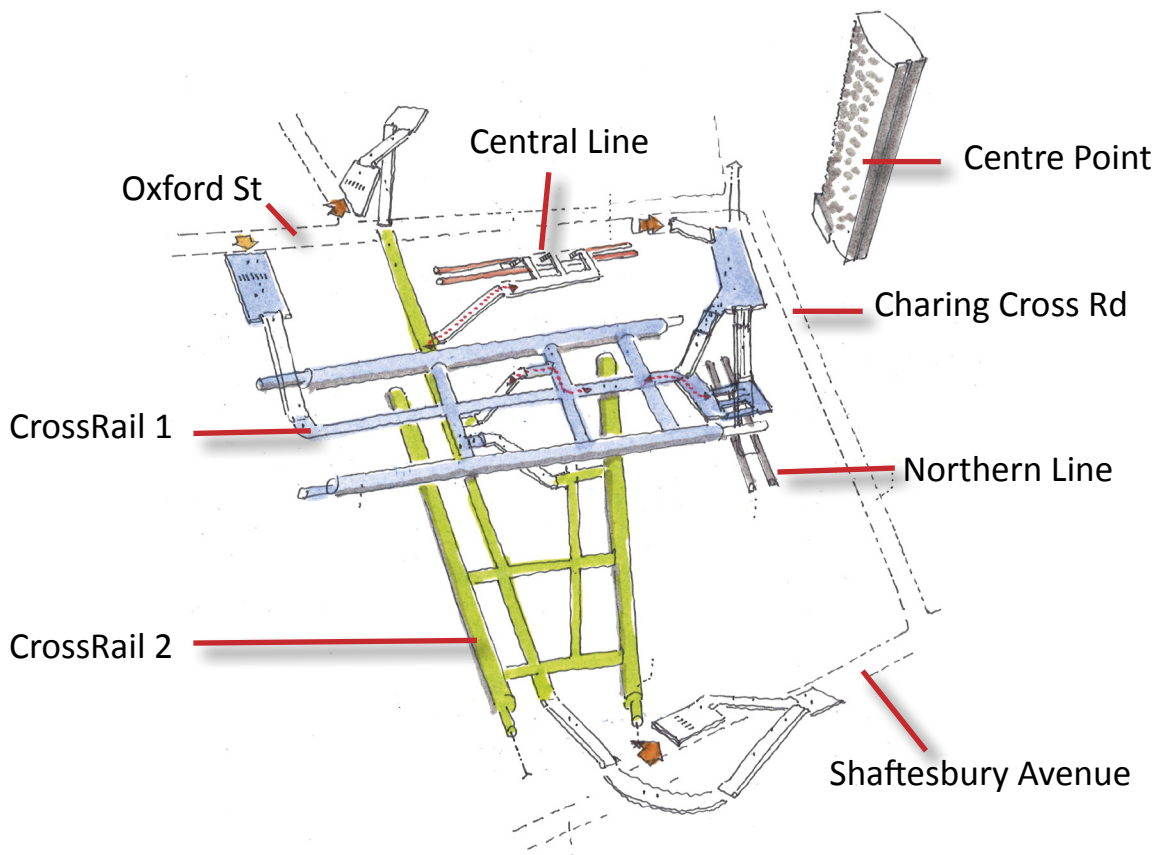 Central Line
Centre Point
Oxford St
Charing Cross Rd
CrossRail 1
Northern Line
CrossRail 2
Shaftesbury Avenue